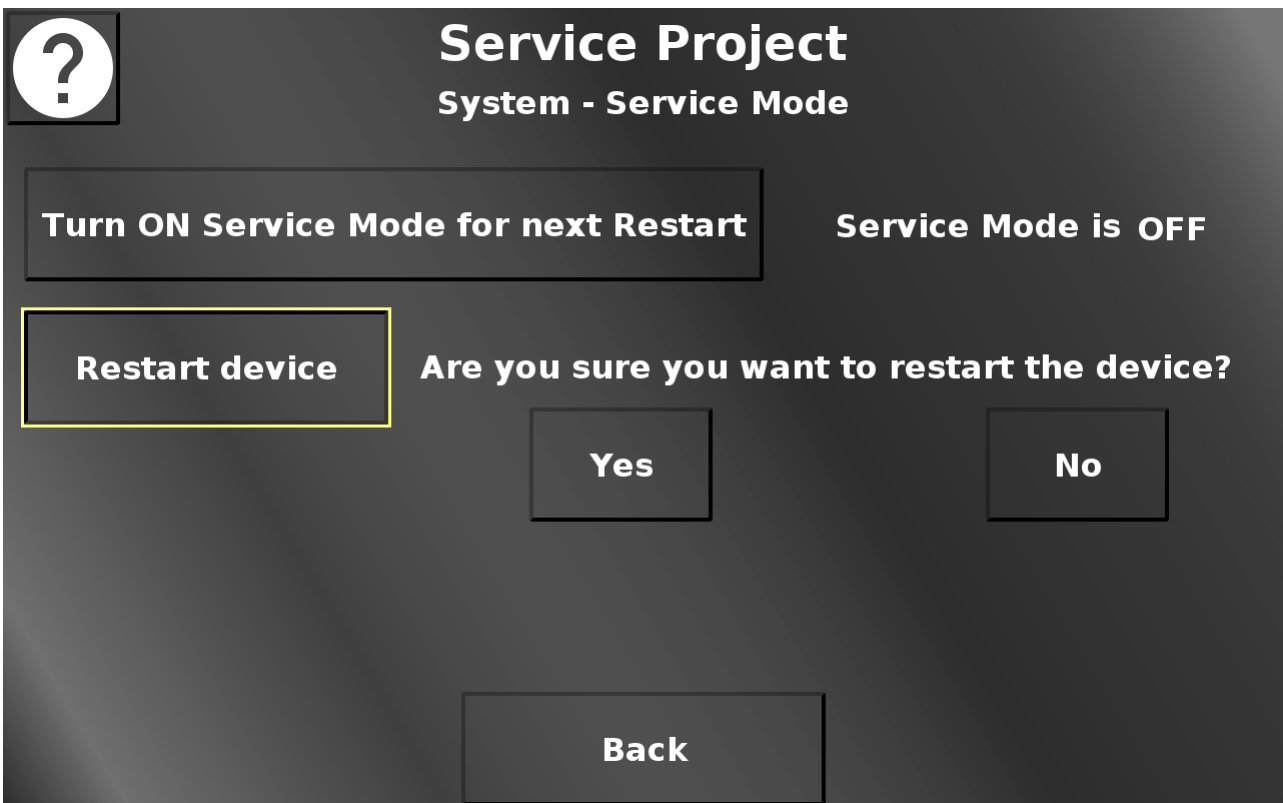 ?
Service Project
System - Service Mode
Turn ON Service Mode for next Restart
Service Mode is OFF
Restart device
Are you sure you want to restart the device?
Yes
No
Back